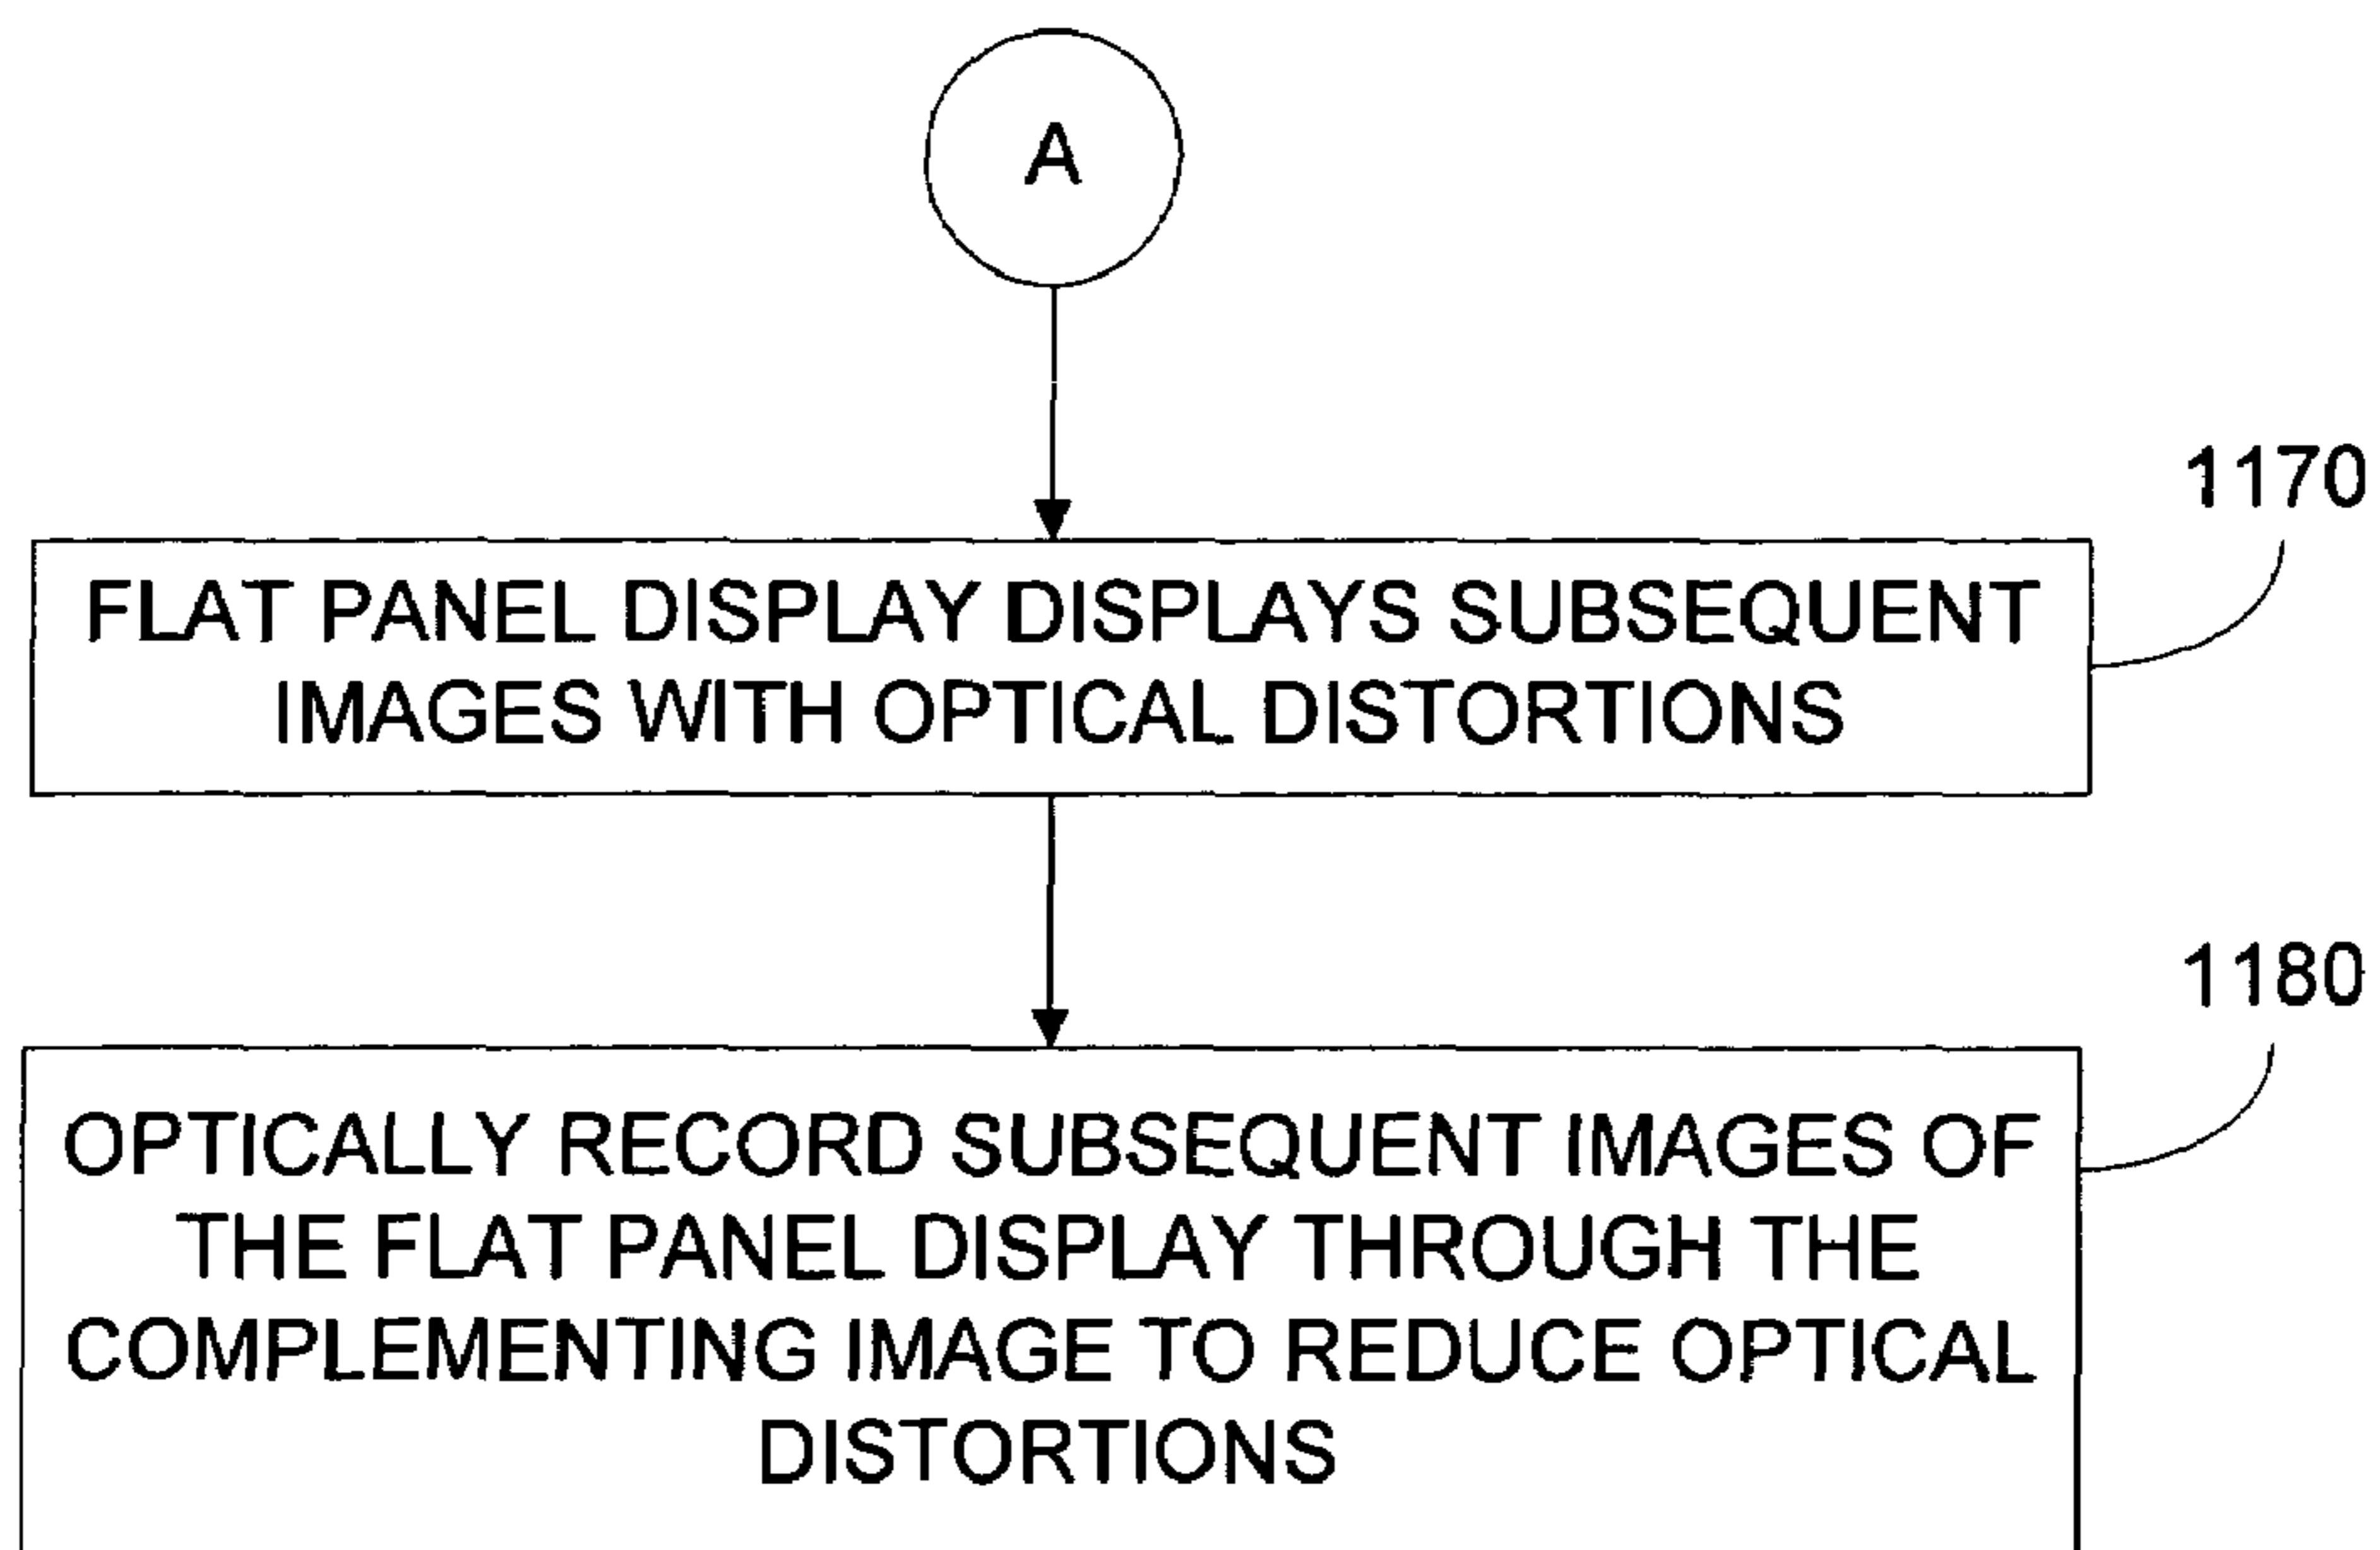 A
1170
FLAT PANEL DISPLAY DISPLAYS SUBSEQUENT
IMAGES WITH OPTICAL DISTORTIONS
1180
OPTICALLY RECORD SUBSEQUENT IMAGES OF
THE FLAT PANEL DISPLAY THROUGH THE
COMPLEMENTING IMAGE TO REDUCE OPTICAL
DISTORTIONS